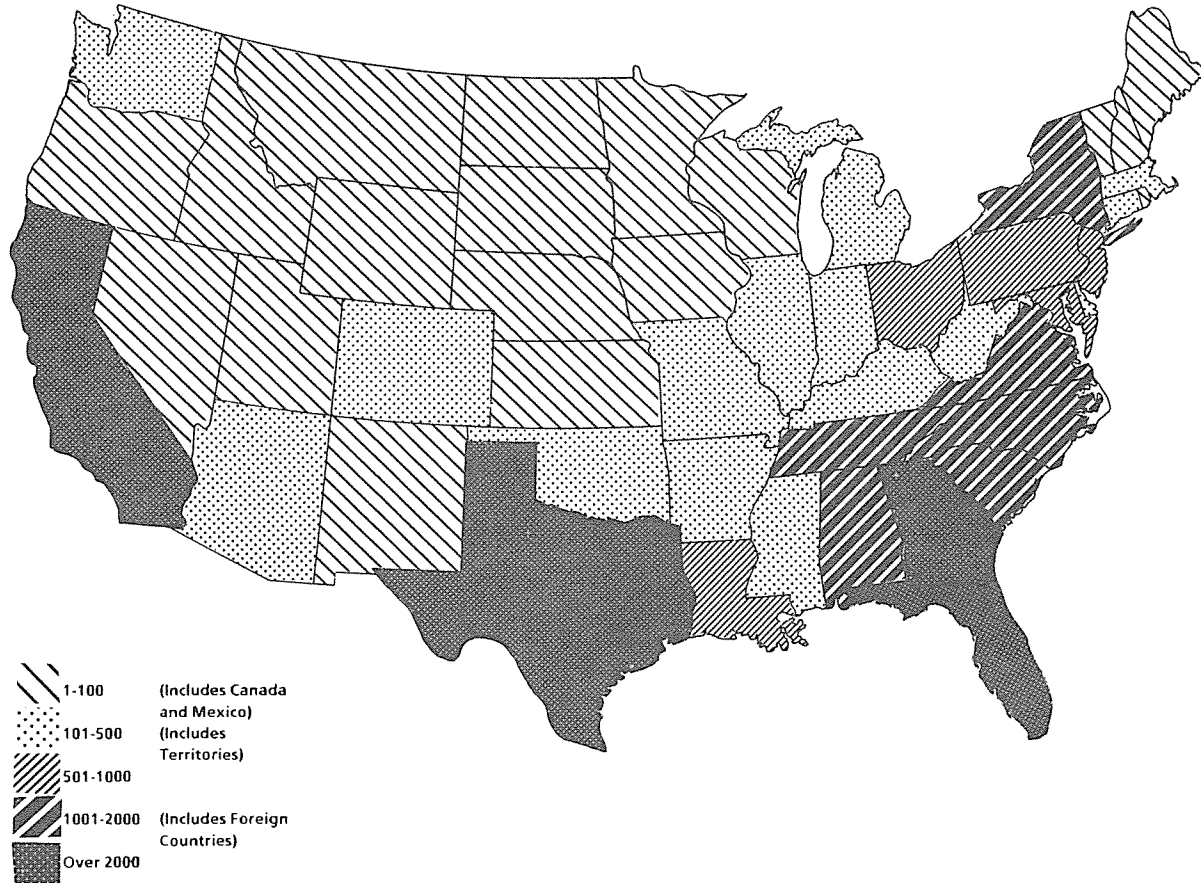 1-100 (Includes Canada
and Mexico)
101-500 (Includes
Territories)
501-1000
1001-2000 (Includes Foreign
Countries)
Over 2000